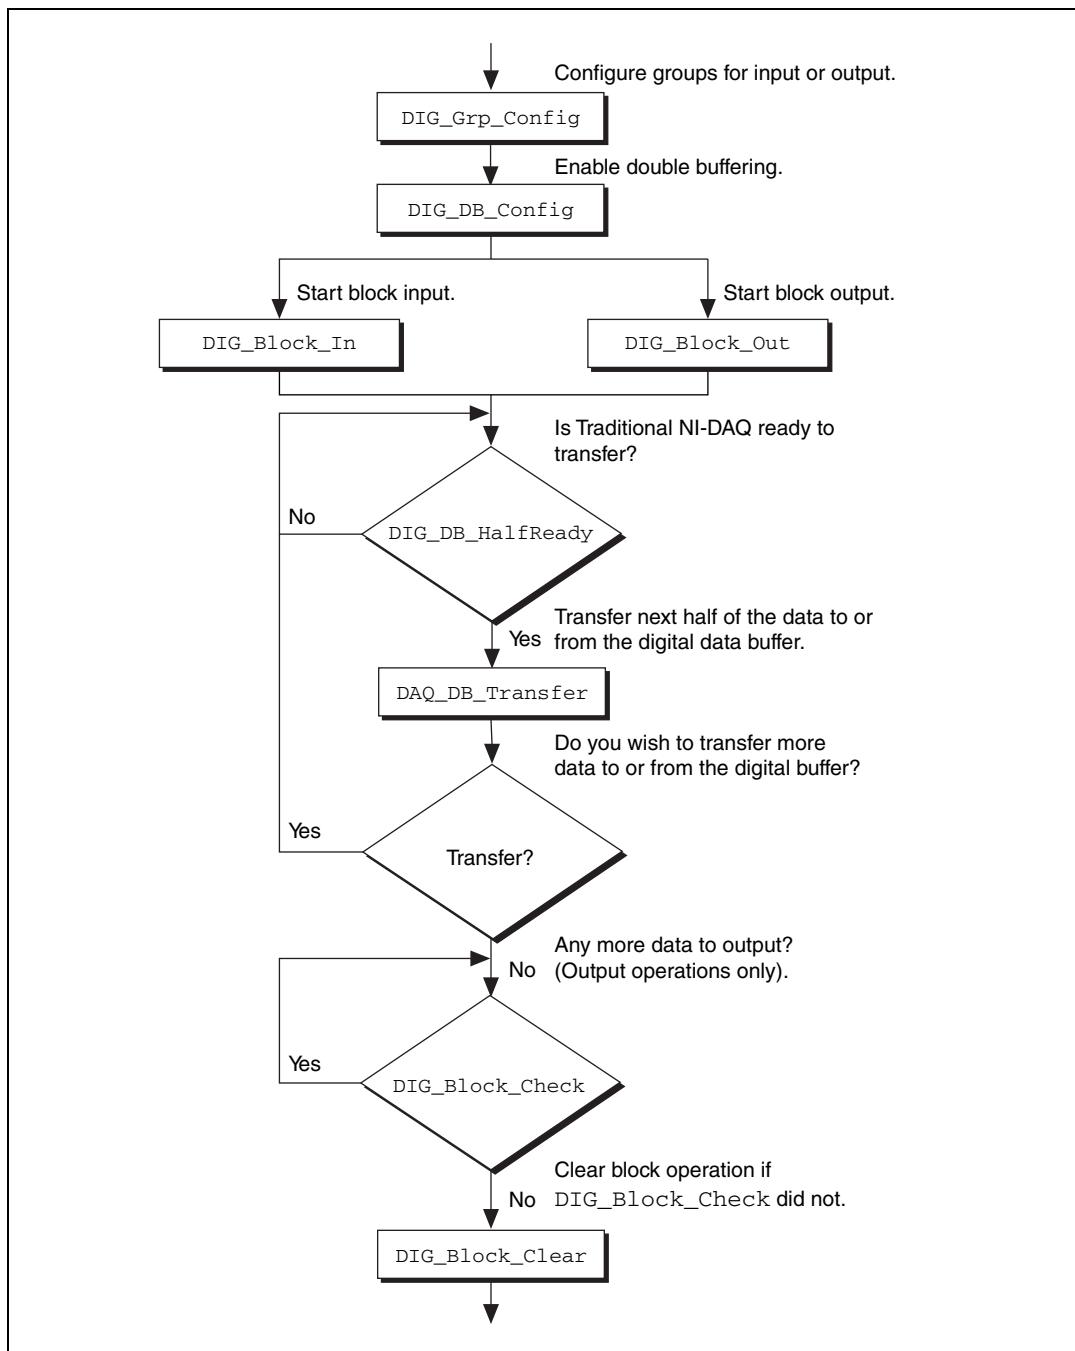 Configure groups for input or output.
DIG_Grp_Config
Enable double buffering.
DIG_DB_Config
Start block input.
Start block output.
DIG_Block_In
DIG_Block_Out
Is Traditional NI-DAQ ready to
transfer?
No
DIG_DB_HalfReady
Transfer next half of the data to or
from the digital data buffer.
Yes
DAQ_DB_Transfer
Do you wish to transfer more
data to or from the digital buffer?
Yes
Transfer?
Any more data to output?
(Output operations only).
No
Yes
DIG_Block_Check
Clear block operation if
DIG_Block_Check did not.
No
DIG_Block_Clear